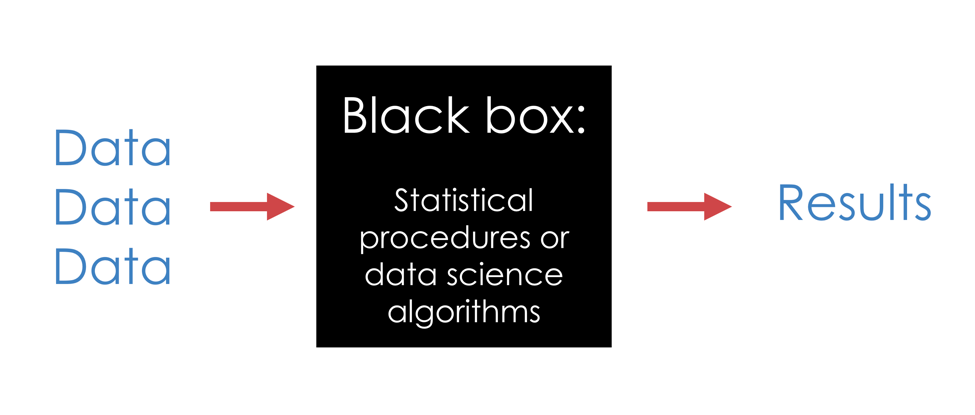 Data
Data
Data
Black box:
Statistical
procedures or
data science
algorithms
Results